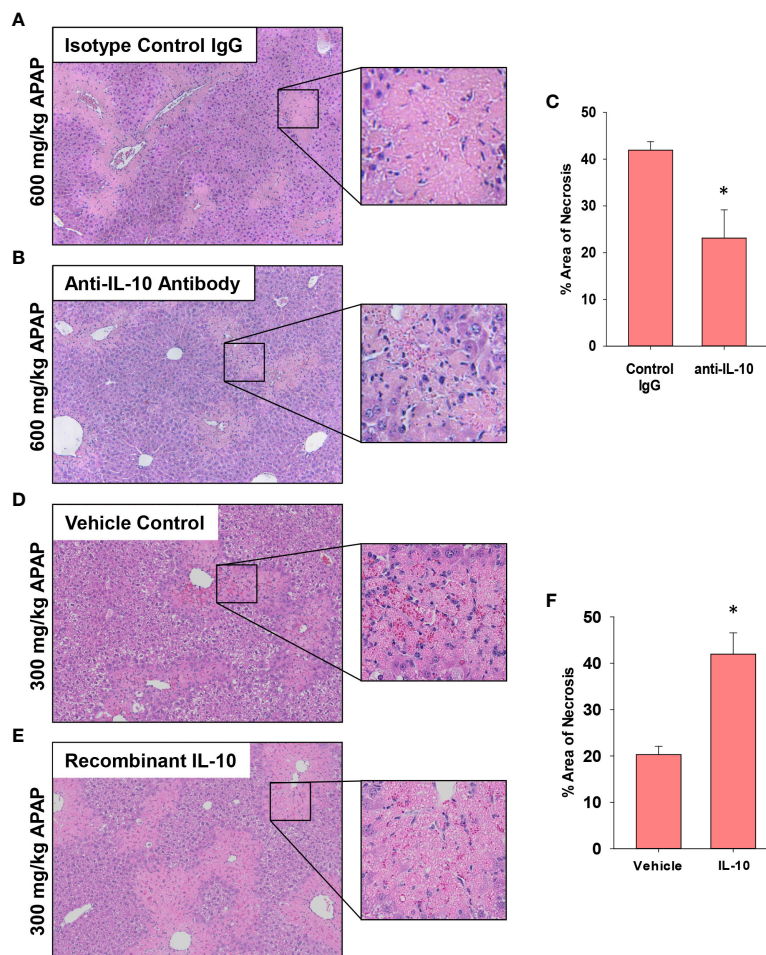 A
Isotype Control IgG
600 mg/kg APAP
B
Anti-IL-10 Antibody
600 mg/kg APAP
C
50
40
30
20
10
0
% Area of Necrosis
*
Control
IgG
anti-IL-10
D
Vehicle Control
300 mg/kg APAP
E
Recombinant IL-10
300 mg/kg APAP
F
50
40
30
20
10
0
% Area of Necrosis
*
Vehicle
IL-10